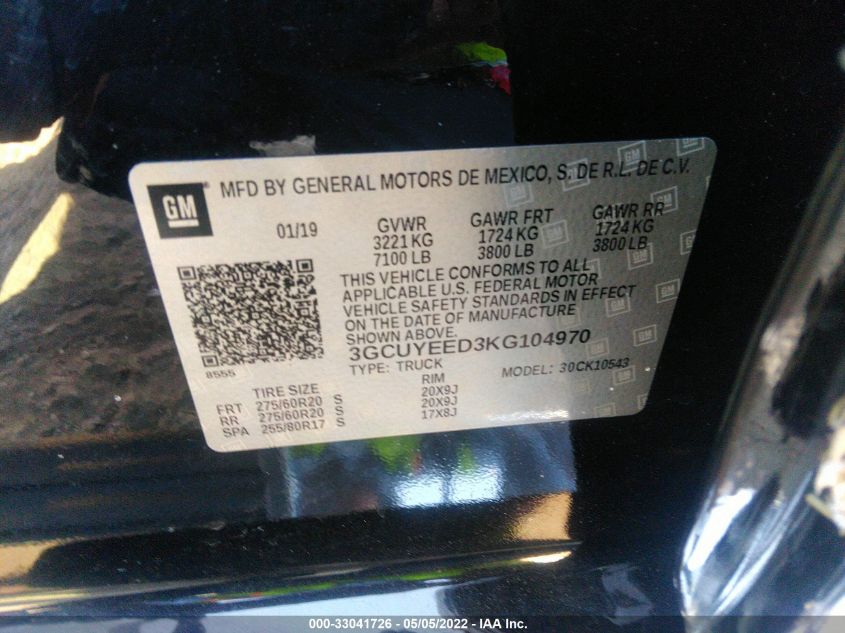 GM
MFD BY GENERAL MOTORS DE MEXICO, S. DE R.L. DE C.V.
01/19 GVWR GAWR FRT GAWR RR
3221 KG 1724 KG 1724 KG
7100 LB 3800 LB 3800 LB
THIS VEHICLE CONFORMS TO ALL
APPLICABLE U.S. FEDERAL MOTOR
VEHICLE SAFETY STANDARDS IN EFFECT
ON THE DATE OF MANUFACTURE
SHOWN ABOVE.
3GCUYEED3KG104970
8555
TYPE: TRUCK MODEL: 30CK10543
TIRE SIZE RIM
FRT 275/60R20 S 20X9J
RR 275/60R20 S 20X9J
SPA 255/80R17 S 17X8J
000-33041726 - 05/05/2022 - IAA Inc.